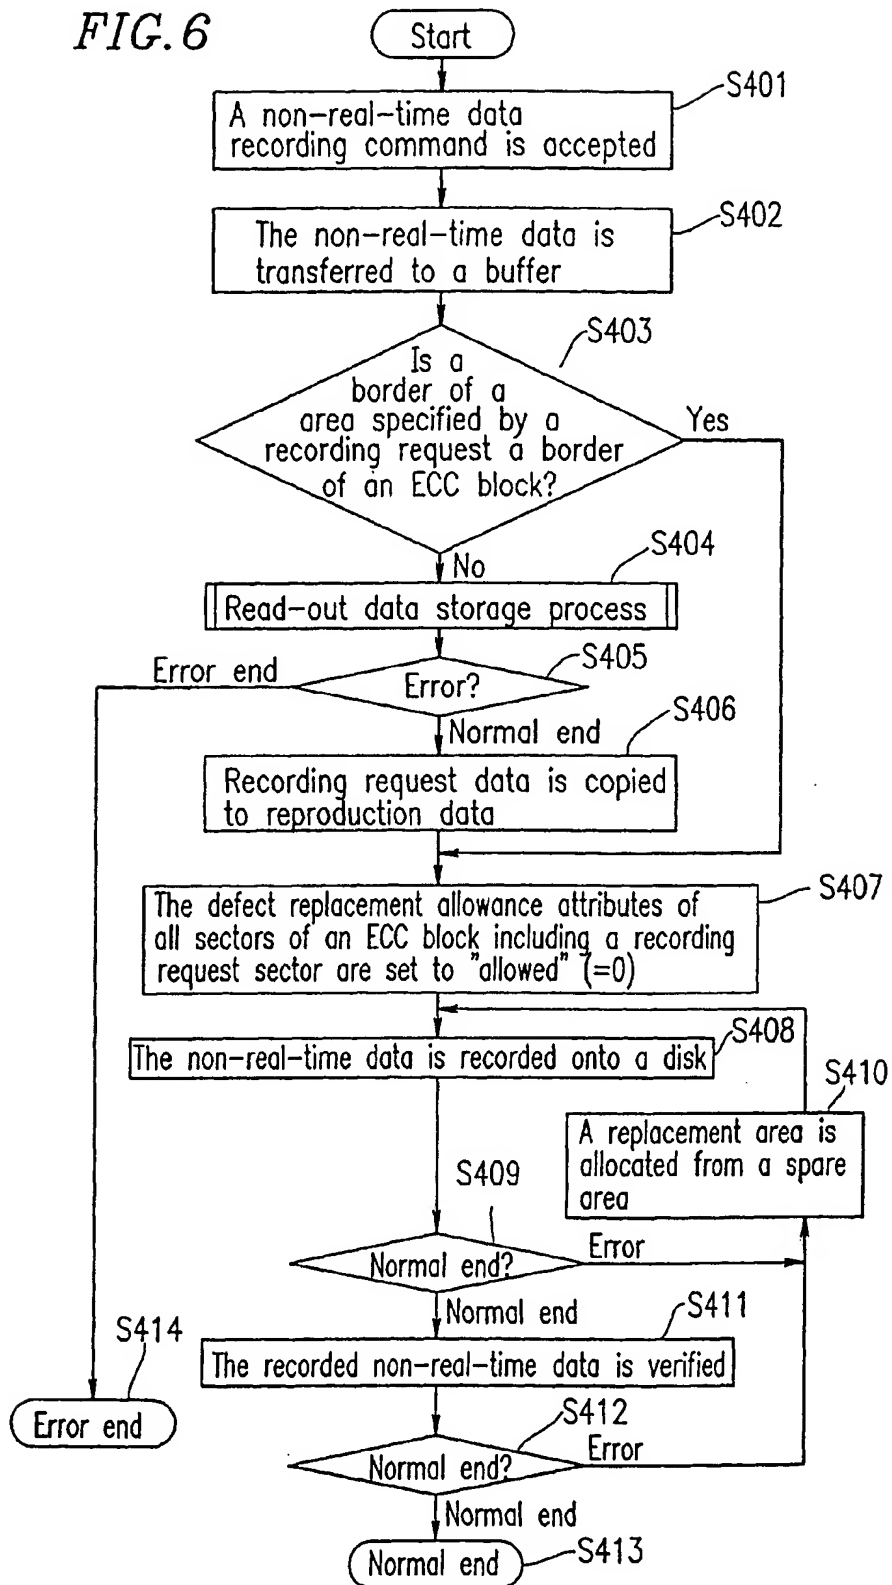 FIG.6
Start
S401
A non-real-time data
recording command is accepted
S402
The non-real-time data is
transferred to a buffer
S403
Is a
border of a
area specified by a
recording request a border
of an ECC block?
Yes
No
S404
Read-out data storage process
S405
Error end
Error?
Normal end
S406
Recording request data is copied
to reproduction data
S407
The defect replacement allowance attributes of
all sectors of an ECC block including a recording
request sector are set to "allowed" (=0)
S408
The non-real-time data is recorded onto a disk
S410
A replacement area is
allocated from a spare
area
S409
Normal end?
Error
Normal end
S411
The recorded non-real-time data is verified
S414
Error end
S412
Normal end?
Error
Normal end
Normal end
S413